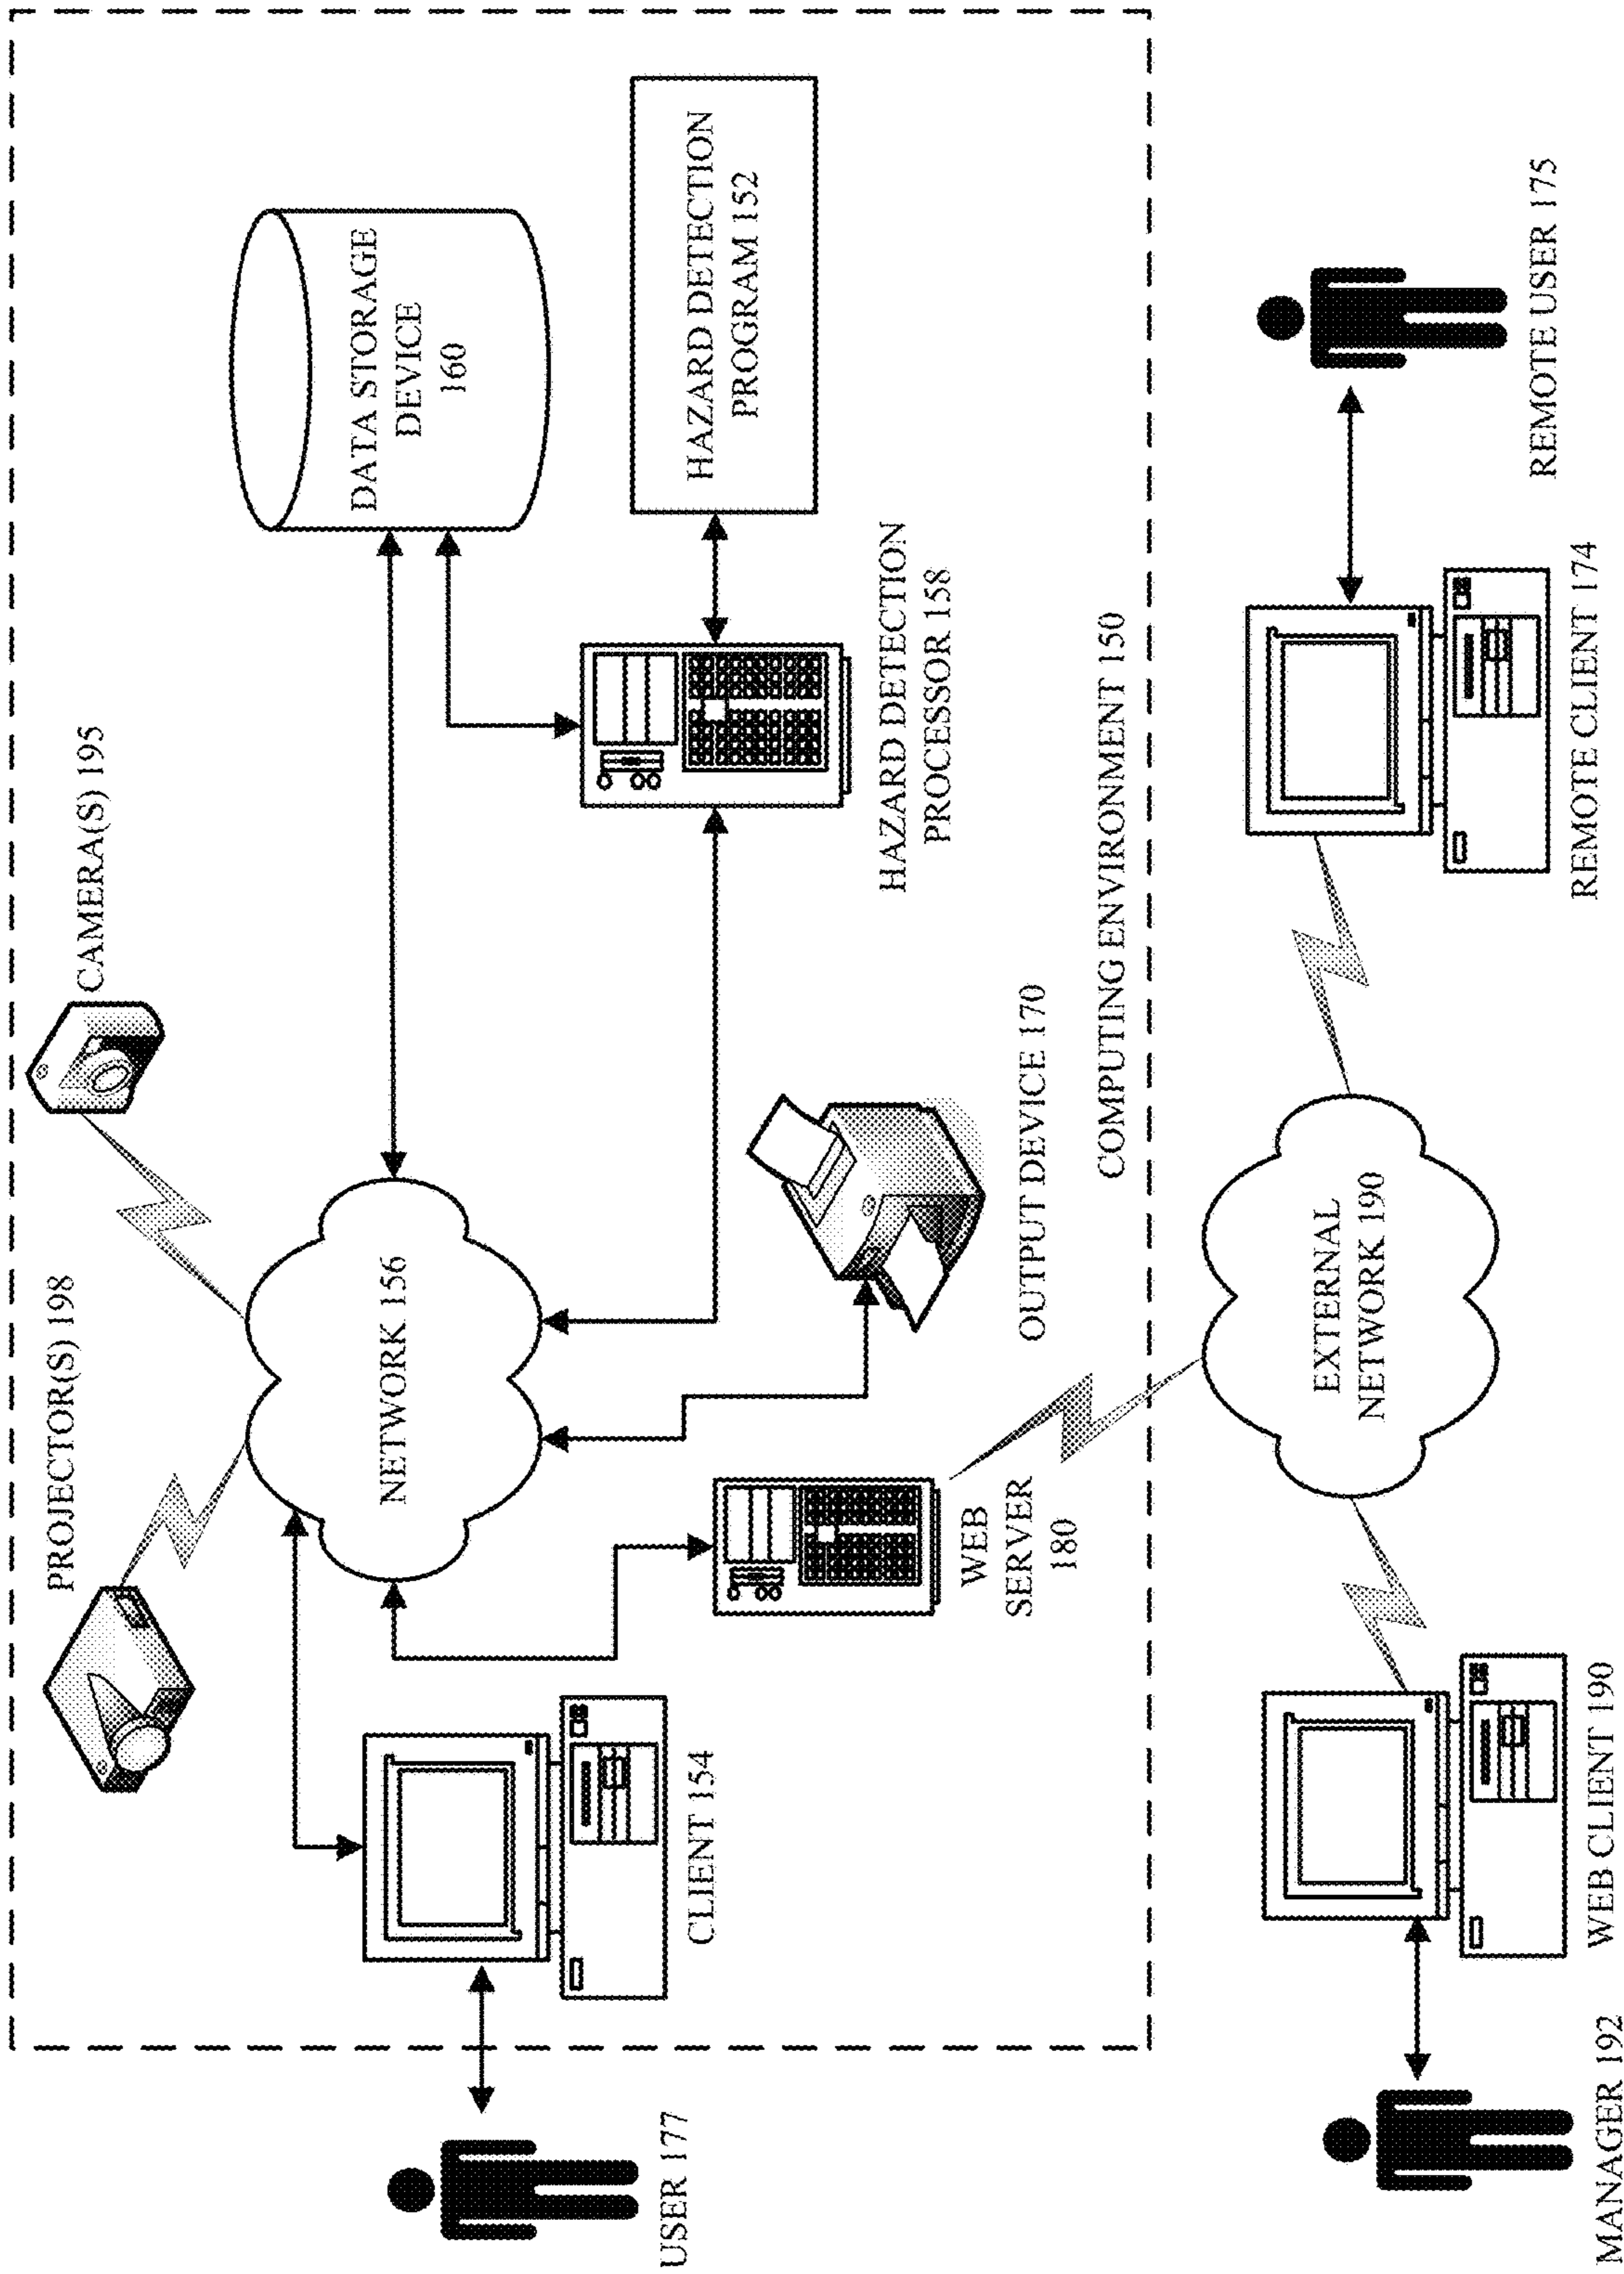 PROJECTOR(S) 198
CAMERA(S) 195
DATA STORAGE
DEVICE
160
NETWORK 156
HAZARD DETECTION
PROGRAM 152
USER 177
CLIENT 154
HAZARD DETECTION
PROCESSOR 158
WEB
SERVER
180
OUTPUT DEVICE 170
COMPUTING ENVIRONMENT 150
EXTERNAL
NETWORK 190
REMOTE USER 175
REMOTE CLIENT 174
WEB CLIENT 190
MANAGER 192